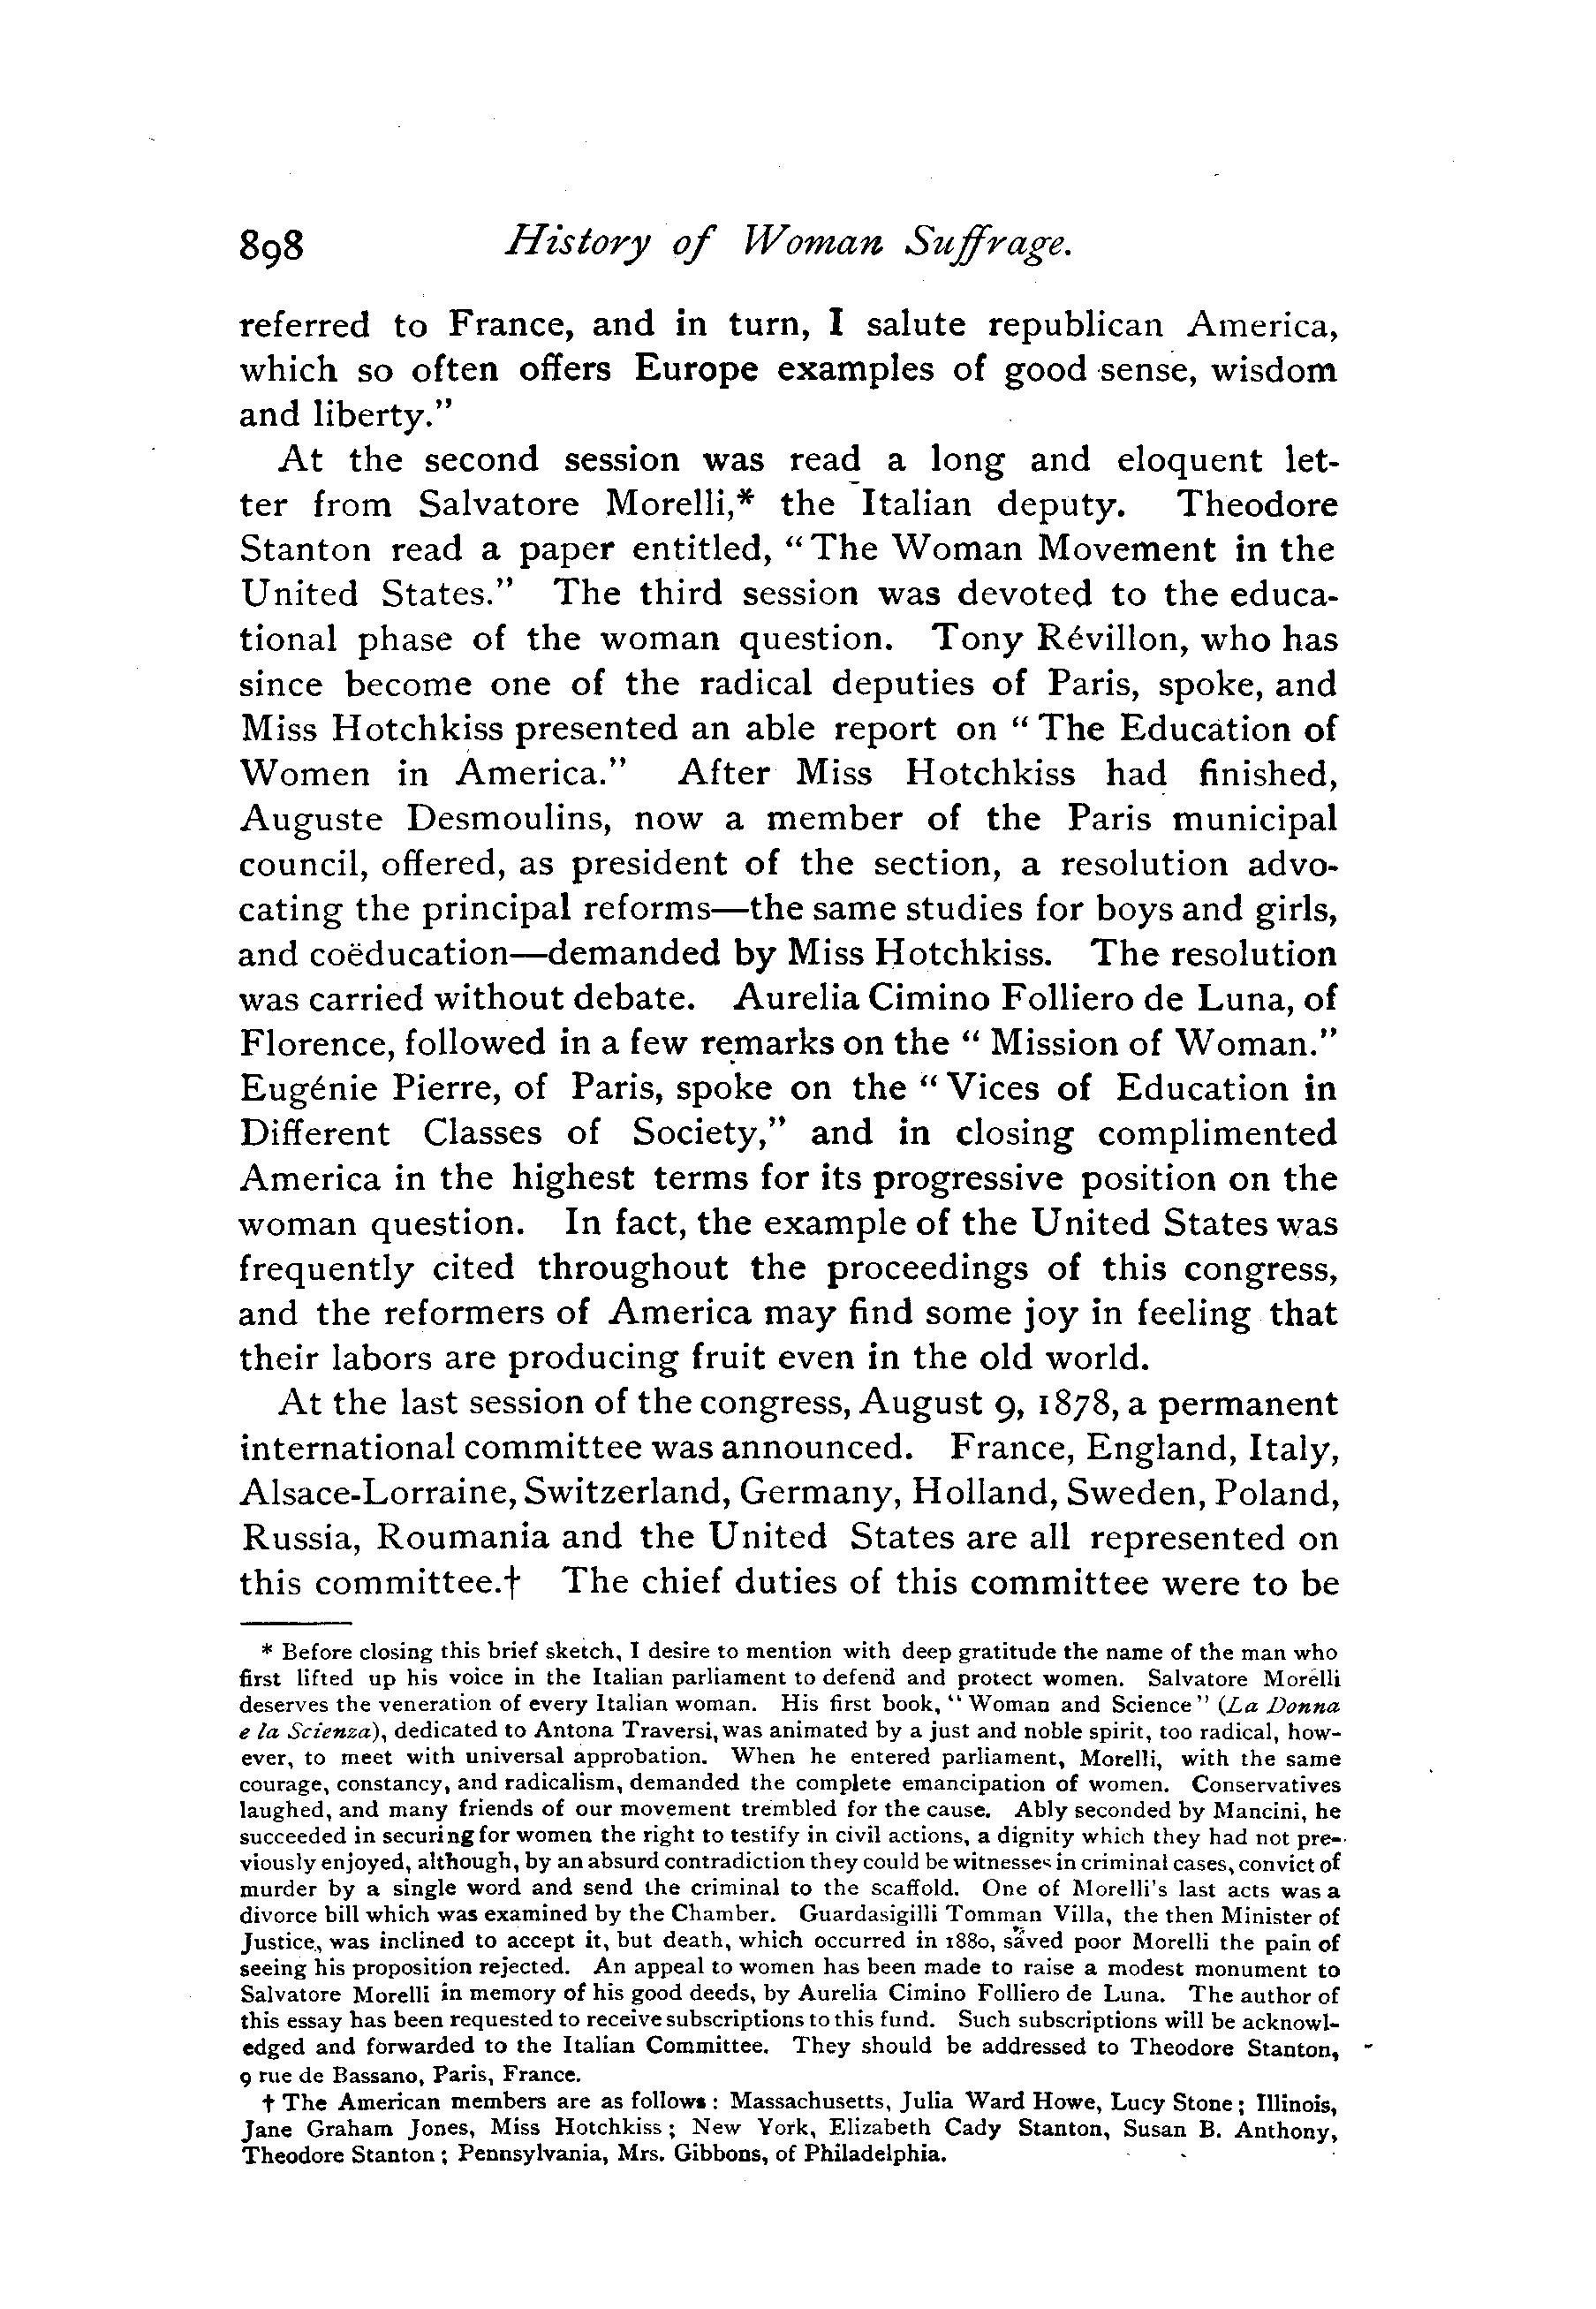 898 History of Woman Suffrage.
referred to France, and in turn, I salute republican America,
which so often offers Europe examples of good sense, wisdom
and liberty."
At the second session was read a long and eloquent let-
ter from Salvatore Morelli,* the Italian deputy. Theodore
Stanton read a paper entitled, "The Woman Movement in the
United States." The third session was devoted to the educa-
tional phase of the woman question. Tony Révillon, who has
since become one of the radical deputies of Paris, spoke, and
Miss Hotchkiss presented an able report on "The Education of
Women in America." After Miss Hotchkiss had finished,
Auguste Desmoulins, now a member of the Paris municipal
council, offered, as president of the section, a resolution advo-
cating the principal reforms—the same studies for boys and girls,
and coëducation—demanded by Miss Hotchkiss. The resolution
was carried without debate. Aurelia Cimino Folliero de Luna, of
Florence, followed in a few remarks on the "Mission of Woman."
Eugénie Pierre, of Paris, spoke on the "Vices of Education in
Different Classes of Society," and in closing complimented
America in the highest terms for its progressive position on the
woman question. In fact, the example of the United States was
frequently cited throughout the proceedings of this congress,
and the reformers of America may find some joy in feeling that
their labors are producing fruit even in the old world.
At the last session of the congress, August 9, 1878, a permanent
international committee was announced. France, England, Italy,
Alsace-Lorraine, Switzerland, Germany, Holland, Sweden, Poland,
Russia, Roumania and the United States are all represented on
this committee.† The chief duties of this committee were to be
* Before closing this brief sketch, I desire to mention with deep gratitude the name of the man who
first lifted up his voice in the Italian parliament to defend and protect women. Salvatore Morelli
deserves the veneration of every Italian woman. His first book, "Woman and Science" (La Donna
e la Scienza), dedicated to Antona Traversi, was animated by a just and noble spirit, too radical, how-
ever, to meet with universal approbation. When he entered parliament, Morelli, with the same
courage, constancy, and radicalism, demanded the complete emancipation of women. Conservatives
laughed, and many friends of our movement trembled for the cause. Ably seconded by Mancini, he
succeeded in securing for women the right to testify in civil actions, a dignity which they had not pre-
viously enjoyed, although, by an absurd contradiction they could be witnesses in criminal cases, convict of
murder by a single word and send the criminal to the scaffold. One of Morelli's last acts was a
divorce bill which was examined by the Chamber. Guardasigilli Tomman Villa, the then Minister of
Justice, was inclined to accept it, but death, which occurred in 1880, saved poor Morelli the pain of
seeing his proposition rejected. An appeal to women has been made to raise a modest monument to
Salvatore Morelli in memory of his good deeds, by Aurelia Cimino Folliero de Luna. The author of
this essay has been requested to receive subscriptions to this fund. Such subscriptions will be acknowl-
edged and forwarded to the Italian Committee. They should be addressed to Theodore Stanton,
9 rue de Bassano, Paris, France.
† The American members are as follows: Massachusetts, Julia Ward Howe, Lucy Stone; Illinois,
Jane Graham Jones, Miss Hotchkiss; New York, Elizabeth Cady Stanton, Susan B. Anthony,
Theodore Stanton; Pennsylvania, Mrs. Gibbons, of Philadelphia.